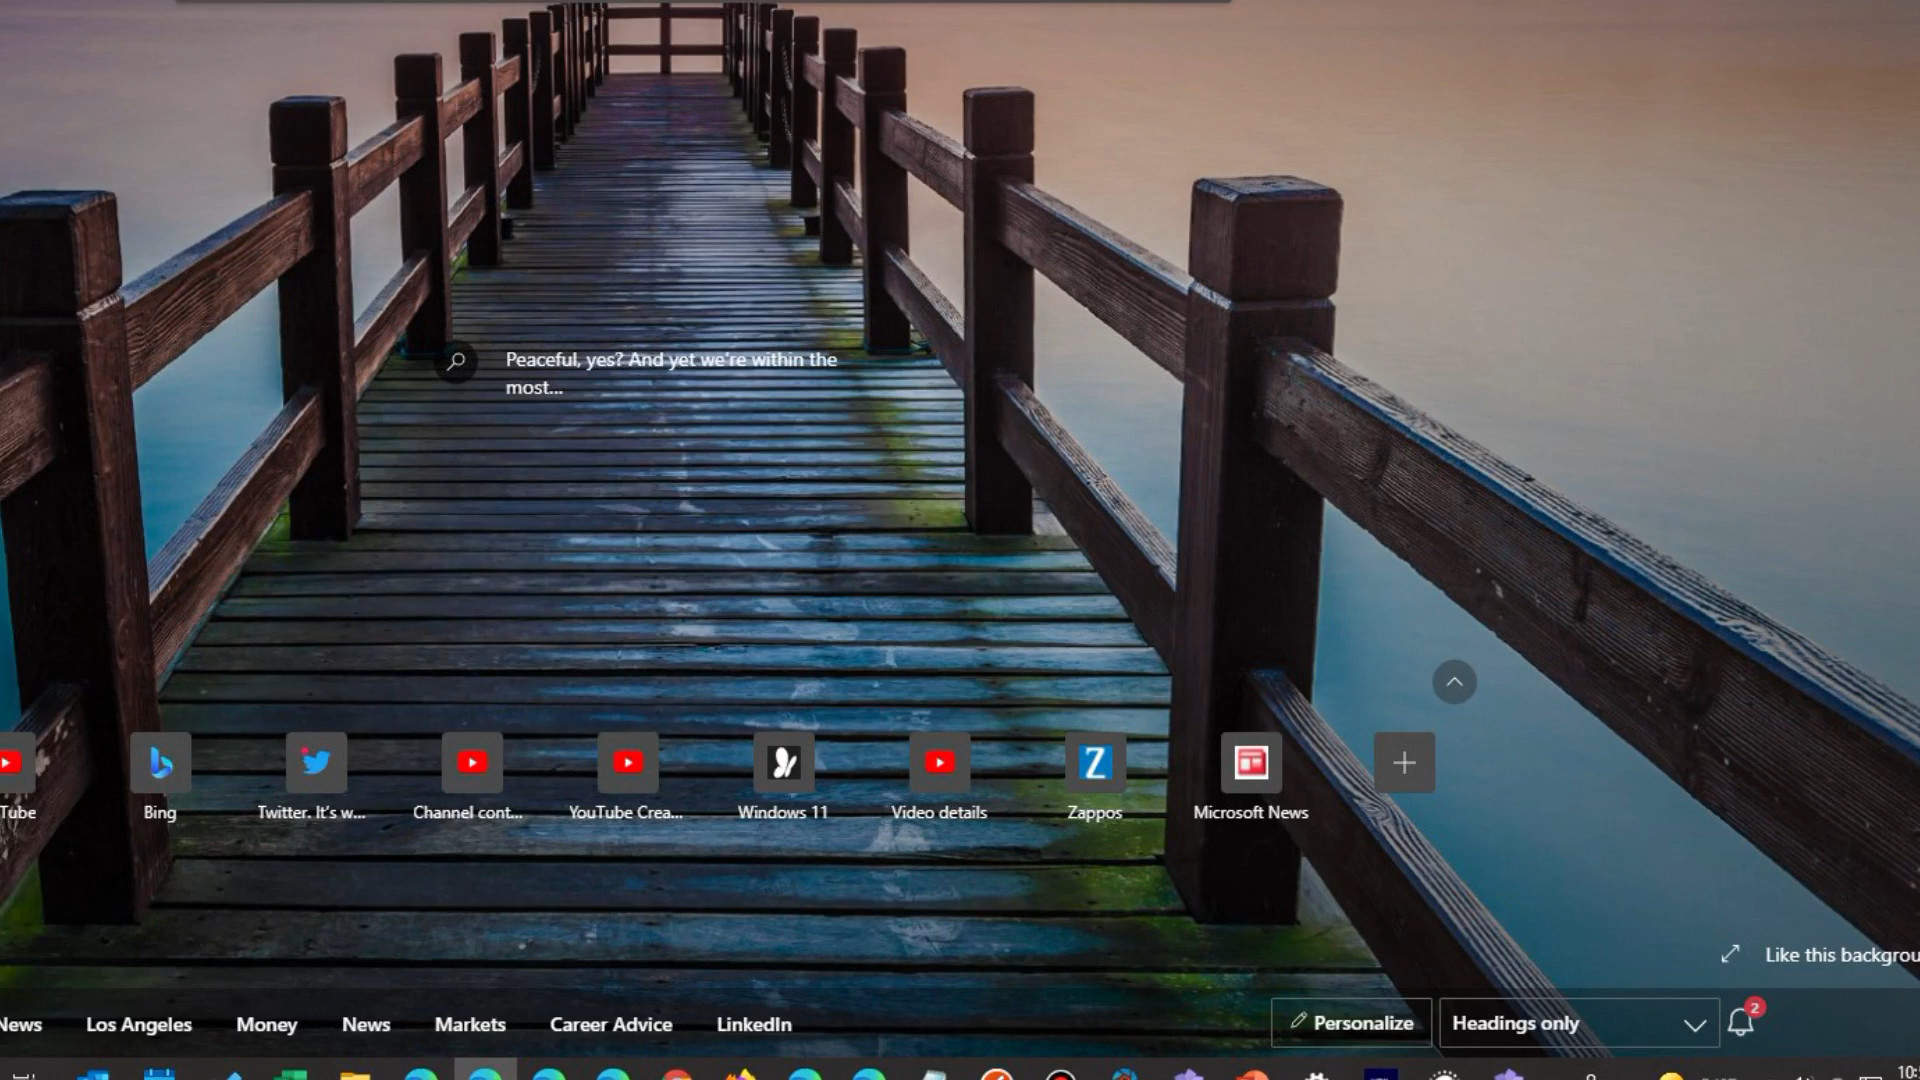 Peaceful, yes? And yet we're within the
most...
Tube
Bing
Twitter. It's w...
Channel cont...
YouTube Crea...
Windows 11
Video details
Zappos
Microsoft News
Like this backgrou
News
Los Angeles
Money
News
Markets
Career Advice
LinkedIn
Personalize
Headings only
2